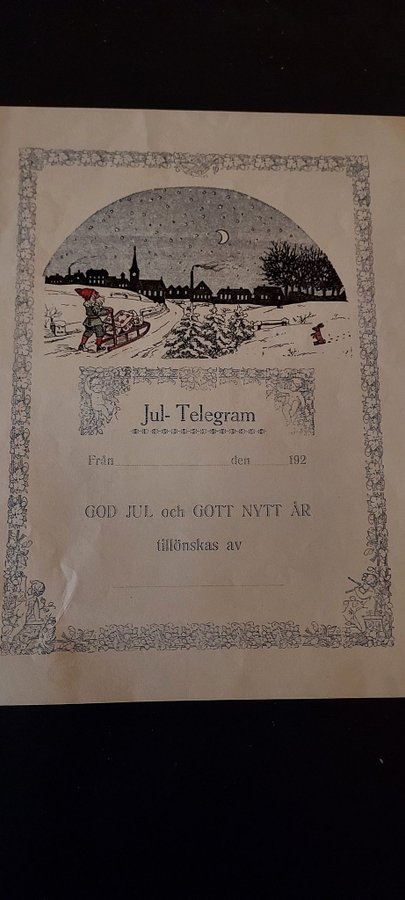 Jul-Telegram
Från den 192
GOD JUL och GOTT NYTT ÅR
tillönskas av